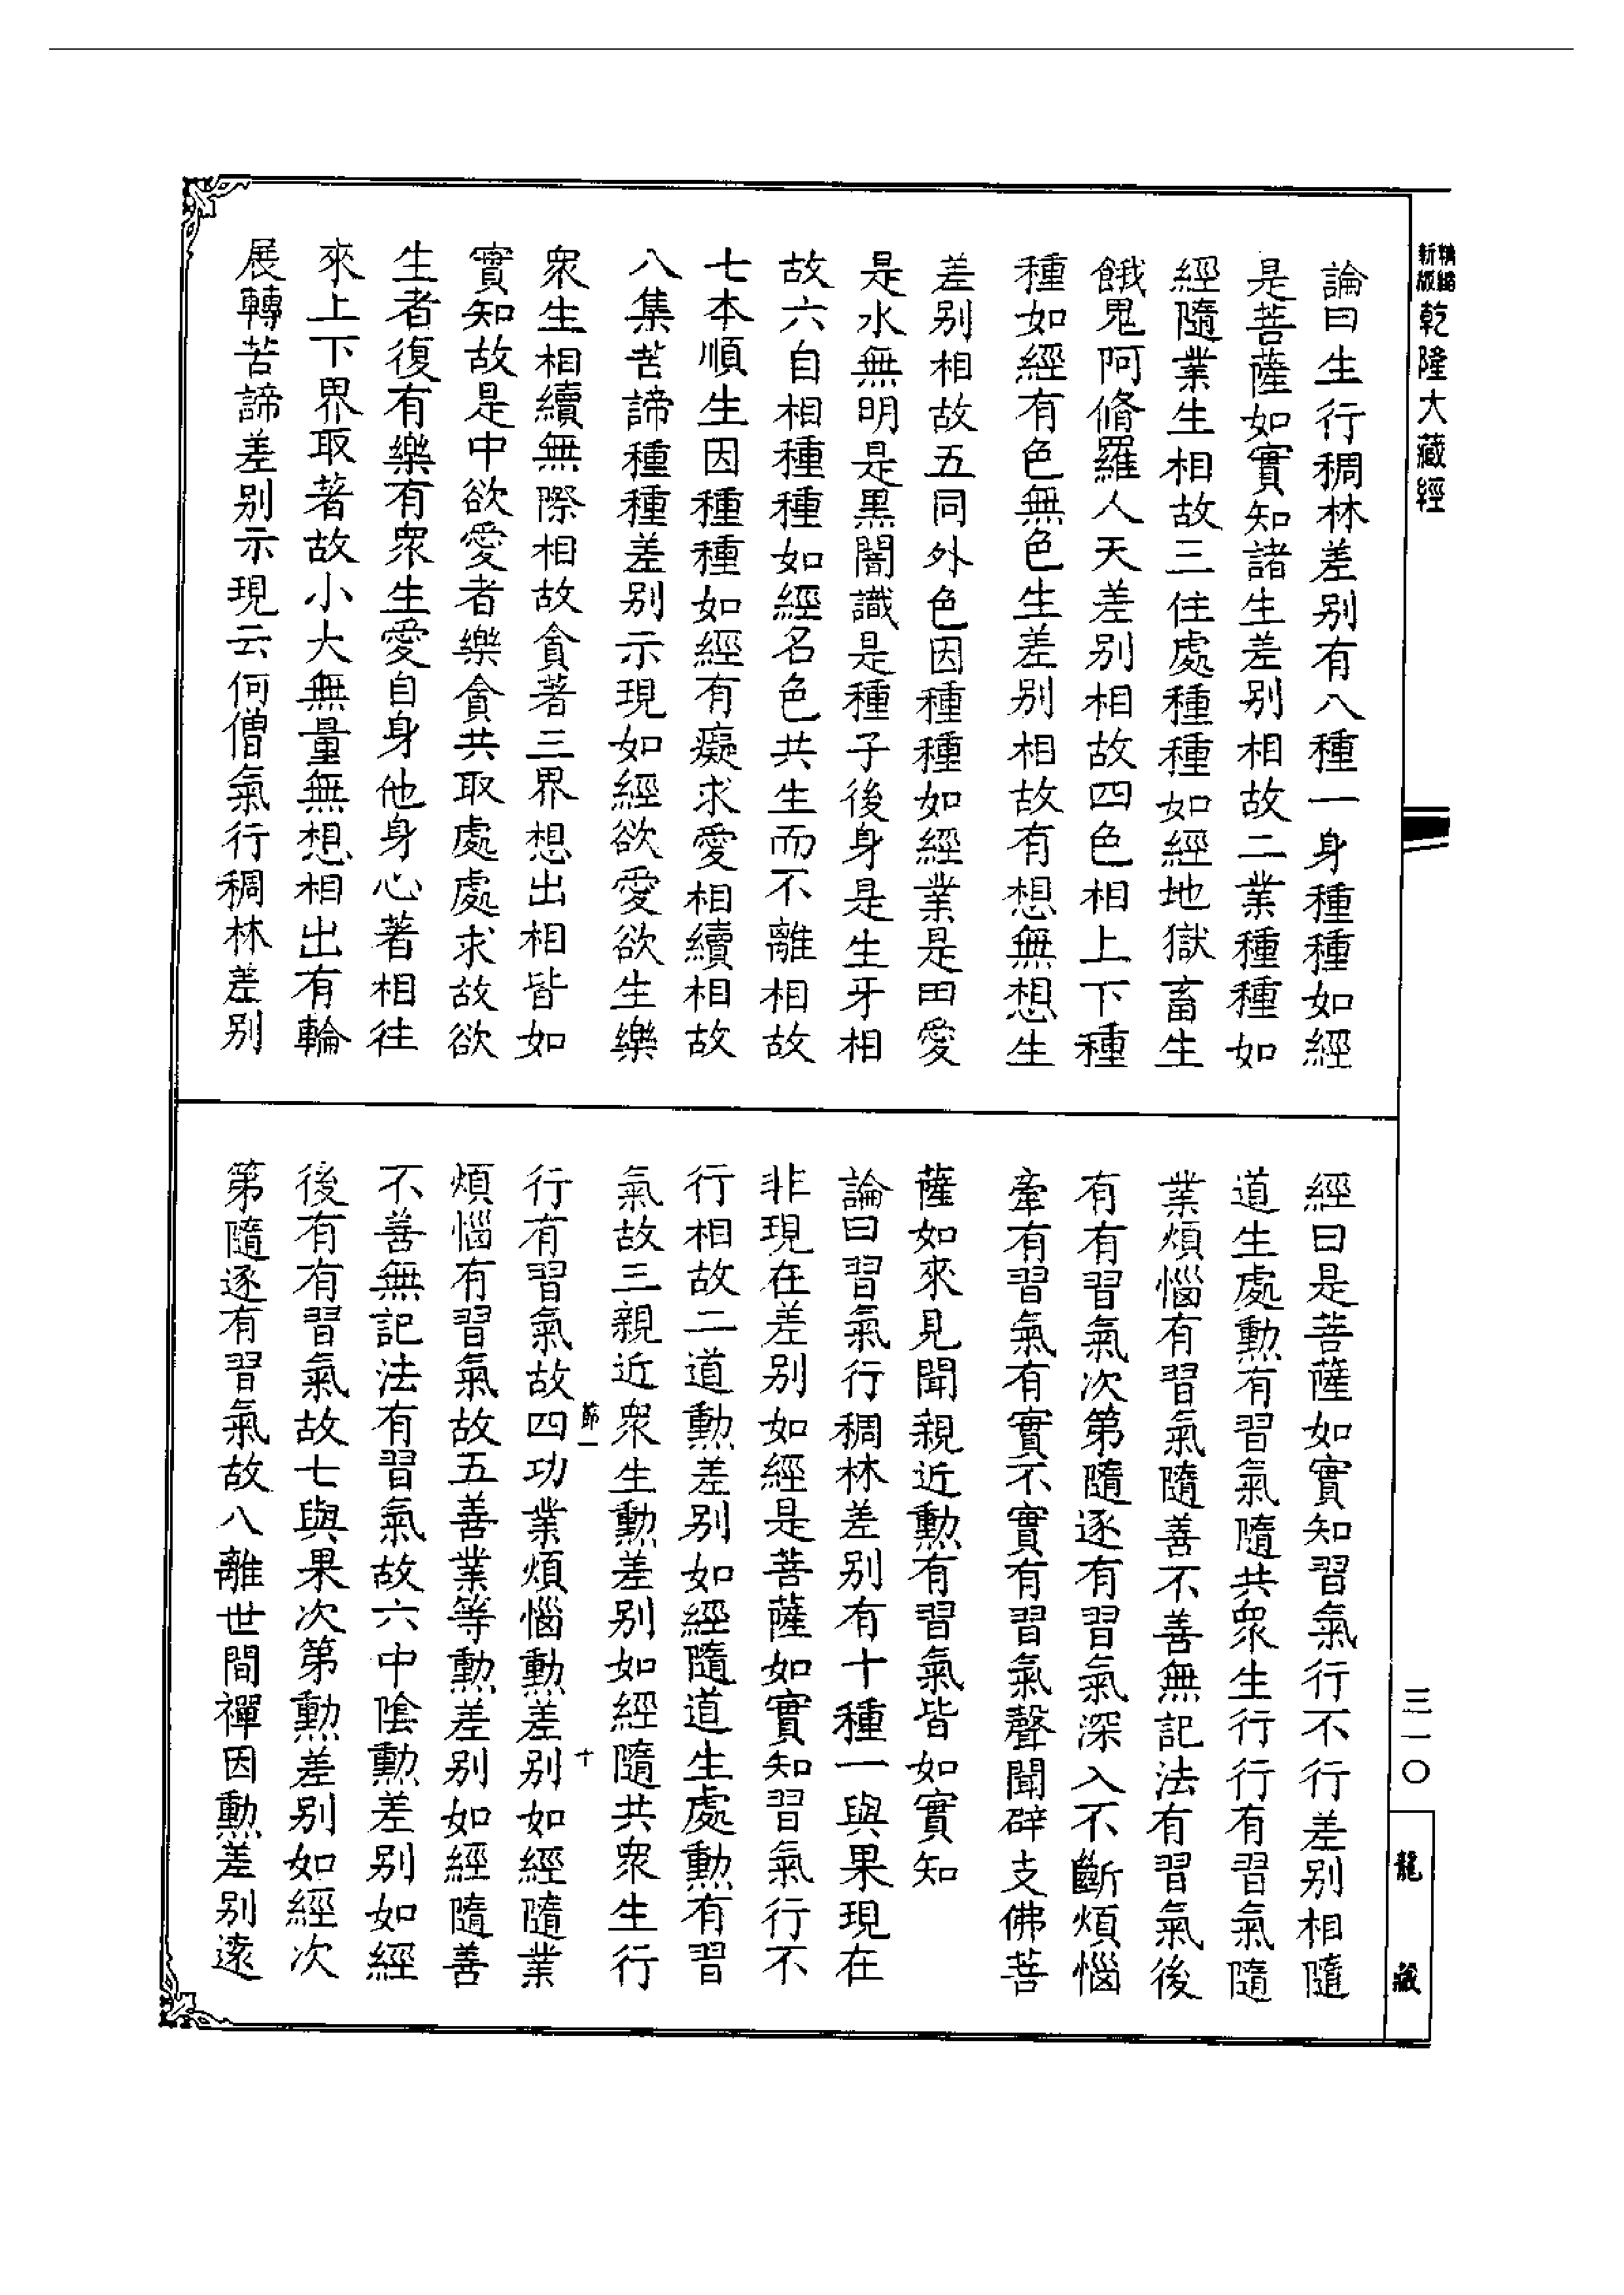 精縮
新版
乾隆大藏經
論曰生行稠林差別有八種一身種種如經
是菩薩如實知諸生差別相故二業種種如
經隨業生相故三住處種種如經地獄畜生
餓鬼阿脩羅人天差別相故四色相上下種
種如經有色無色生差別相故有想無想生
差別相故五同外色因種種如經業是田愛
是水無明是黑闇識是種子後身是生牙相
故六自相種種如經名色共生而不離相故
七本順生因種種如經有癡求愛相續相故
八集苦諦種種差別示現如經欲愛欲生樂
眾生相續無際相故貪著三界想出相皆如
實知故是中欲愛者樂貪共取處處求故欲
生者復有樂有眾生愛自身他身心著相往
來上下界取著故小大無量無想相出有輪
展轉苦諦差別示現云何僧氣行稠林差別
經曰是菩薩如實知習氣行不行差別相隨
道生處勳有習氣隨共眾生行行有習氣隨
業煩惱有習氣隨善不善無記法有習氣後
有有習氣次第隨逐有習氣深入不斷煩惱
牽有習氣有實不實有習氣聲聞辟支佛菩
薩如來見聞親近勳有習氣皆如實知
論曰習氣行稠林差別有十種一與果現在
非現在差別如經是菩薩如實知習氣行不
行相故二道勳差別如經隨道生處勳有習
氣故三親近眾生勳差別如經隨共眾生行
行有習氣故四功業煩惱勳差別如經隨業
煩惱有習氣故五善業等勳差別如經隨善
不善無記法有習氣故六中陰勳差別如經
後有有習氣故七與果次第勳差別如經次
第隨逐有習氣故八離世間禪因勳差別遠
節一
十
三一〇
龍藏